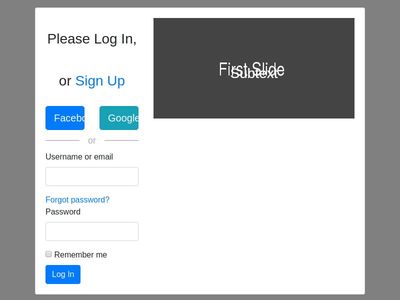 Please Log In,
or Sign Up
Facebo
Google
or
Username or email
Forgot password?
Password
Remember me
Log In
First Slide
Subtext